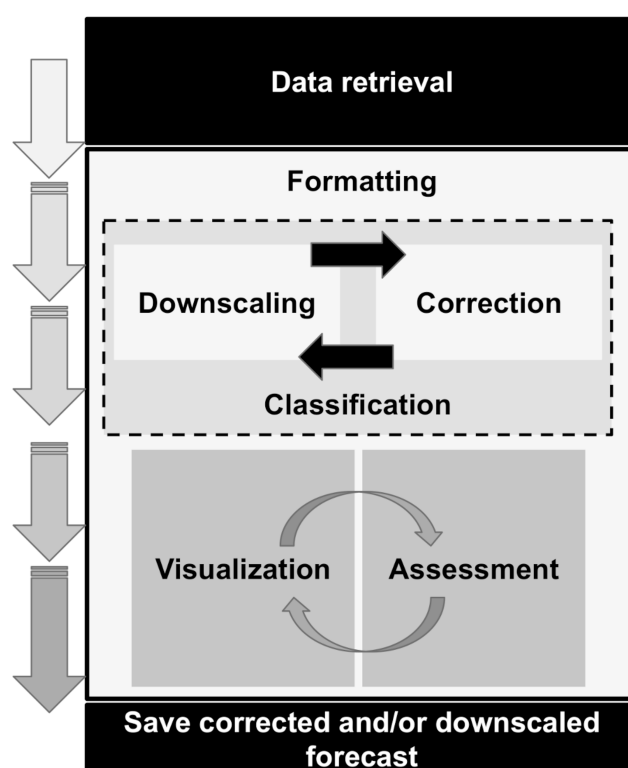 Data retrieval
Formatting
Downscaling
Correction
Classification
Visualization
Assessment
Save corrected and/or downscaled
forecast